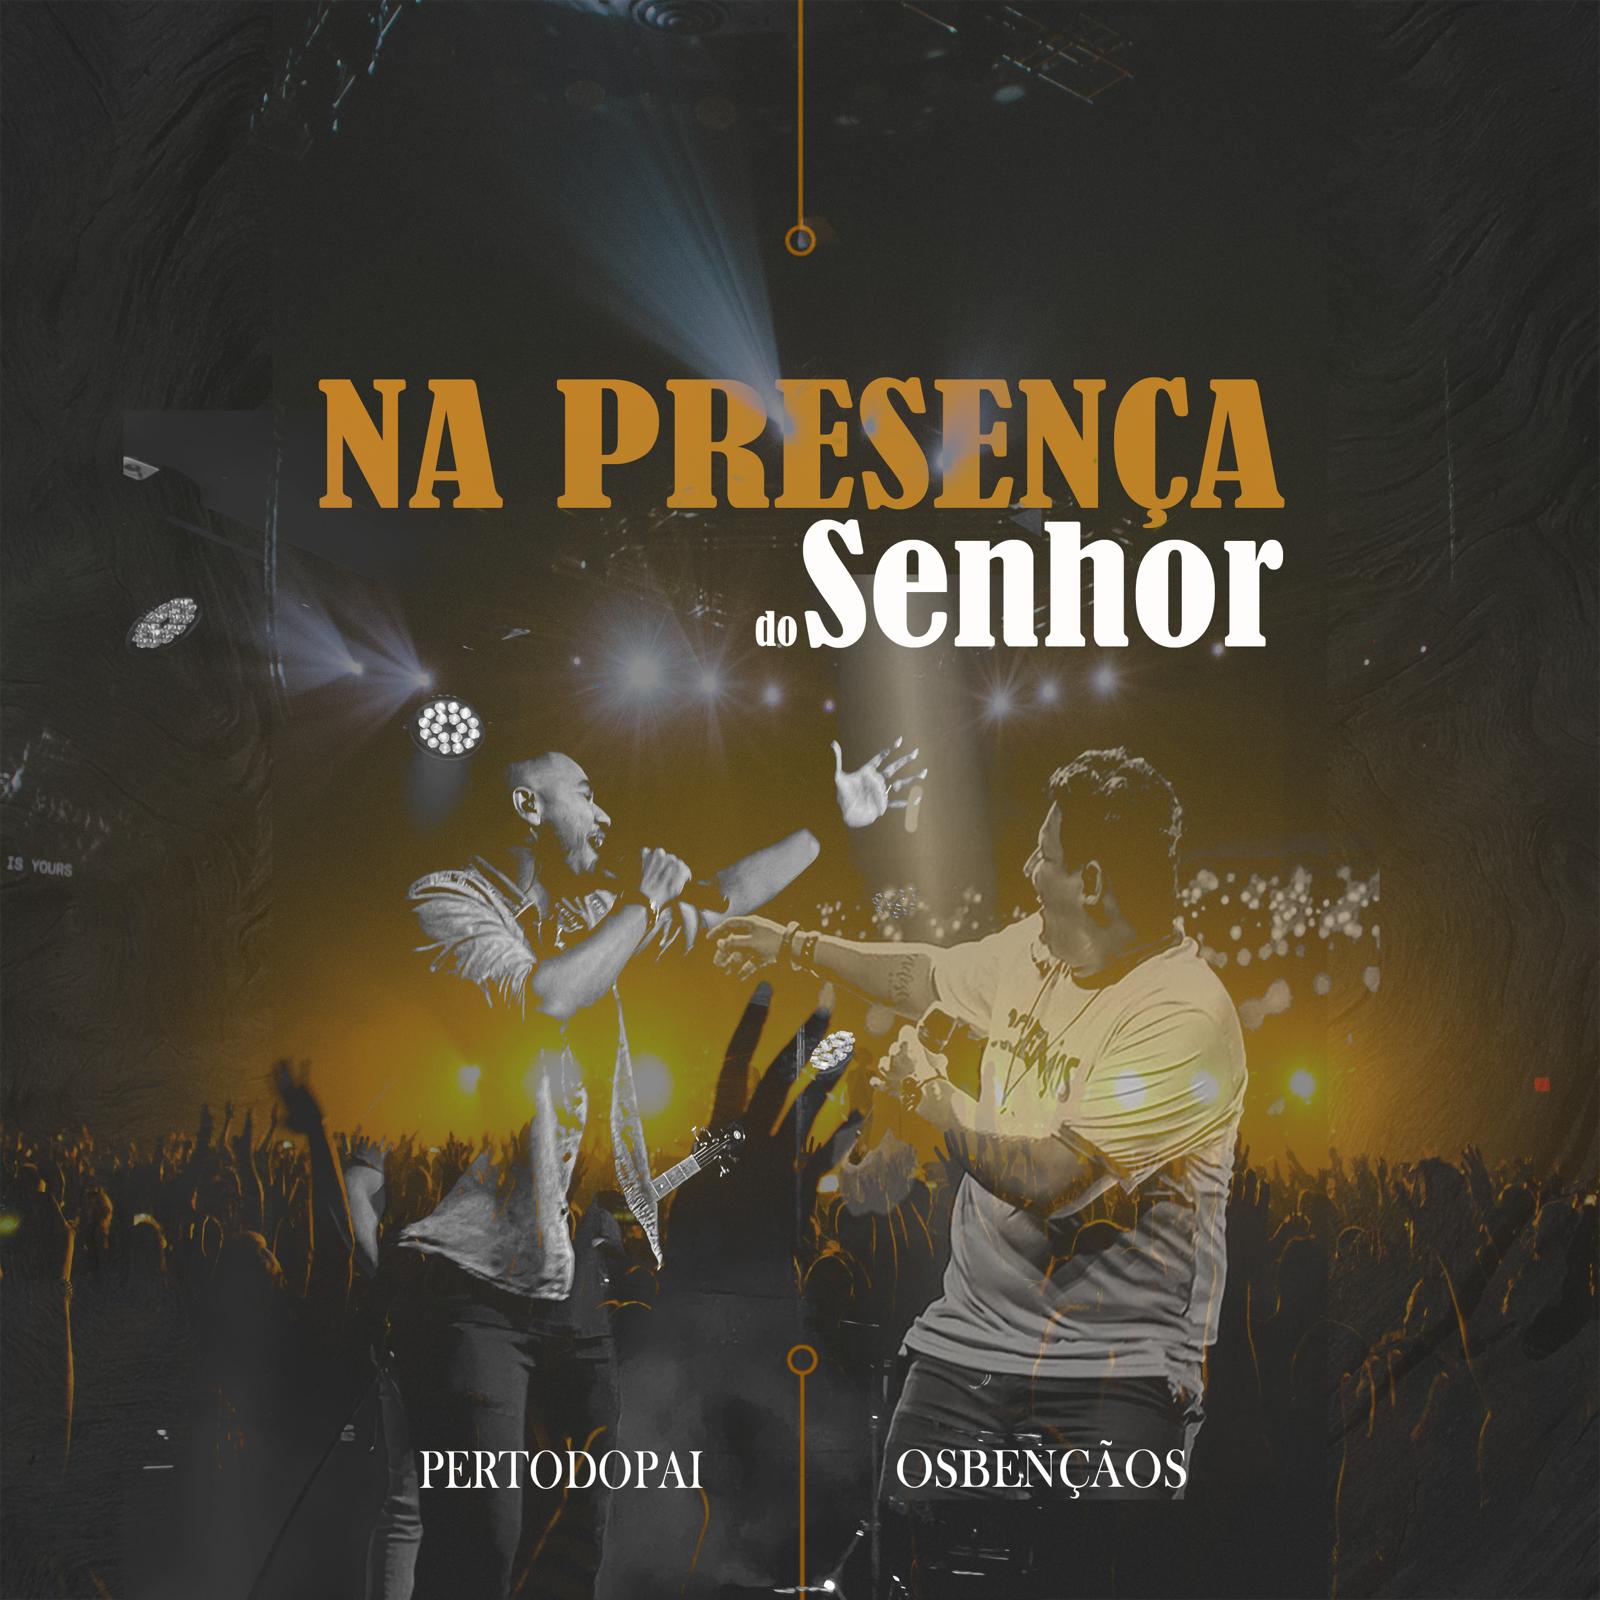 NA PRESENÇA
do Senhor
IS YOURS
PERTODOPAI
OSBENÇÃOS